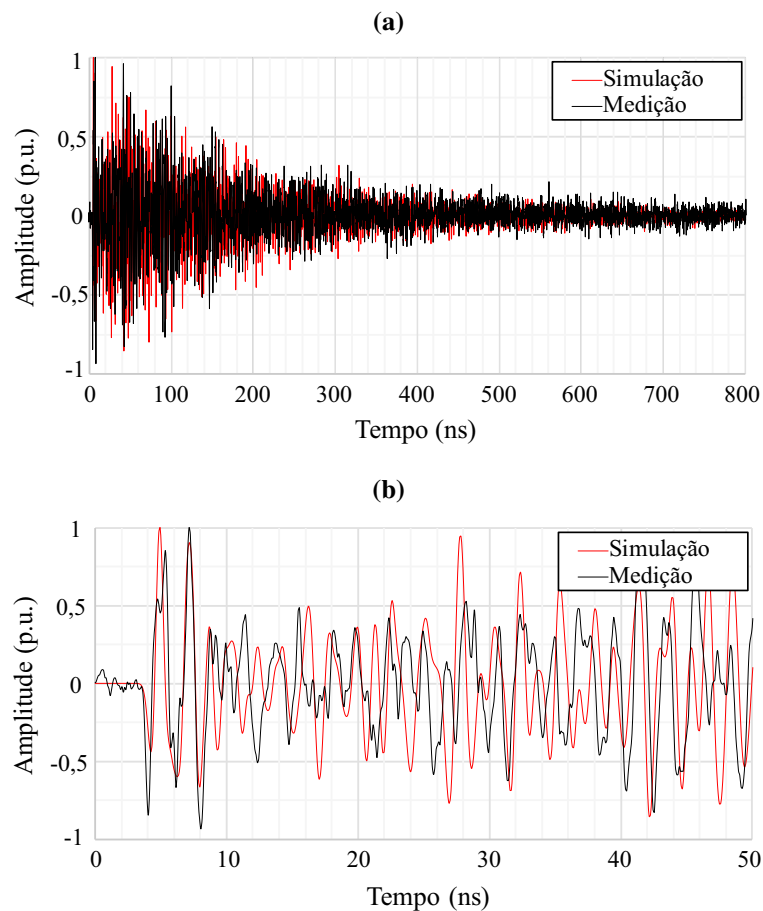 (a)
1
0,5
0
-0,5
-1
Amplitude (p.u.)
Simulação
Medição
0 100 200 300 400 500 600 700 800
Tempo (ns)
(b)
1
0,5
0
-0,5
-1
Amplitude (p.u.)
Simulação
Medição
0 10 20 30 40 50
Tempo (ns)